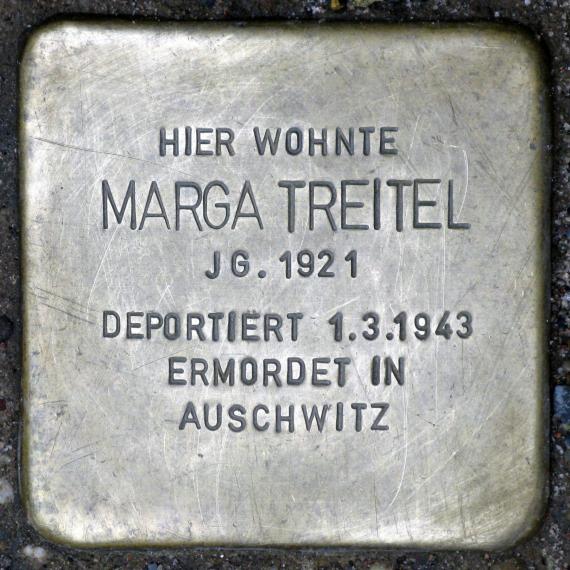 HIER WOHNTE
MARGA TREITEL
JG. 1921
DEPORTIERT 1.3.1943
ERMORDET IN
AUSCHWITZ